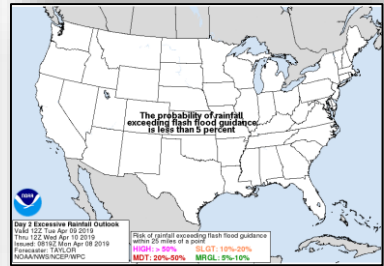 The probability of rainfall
exceeding flash flood guidance
is less than 5 percent
NOAA
Day 2 Excessive Rainfall Outlook
Valid 12Z Tue Apr 09 2019
Thru 12Z Wed Apr 10 2019
Issued: 0819Z Mon Apr 08 2019
Forecaster: TAYLOR
NOAA/NWS/NCEP/WPC
Risk of rainfall exceeding flash flood guidance
within 25 miles of a point
HIGH: > 50% SLGT: 10%-20%
MDT: 20%-50% MRGL: 5%-10%